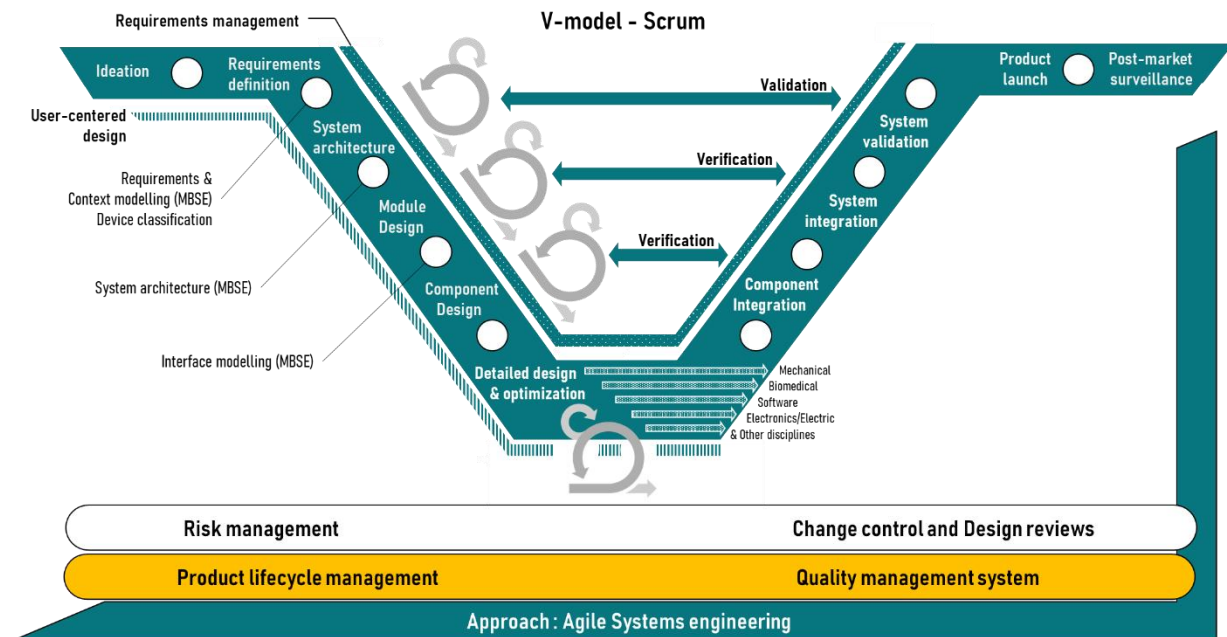 V-model - Scrum
Requirements management
Ideation
Requirements
definition
Product
launch
Post-market
surveillance
User-centered
design
System
architecture
Validation
System
validation
Requirements &
Context modelling (MBSE)
Device classification
Verification
Module
Design
System
integration
Verification
System architecture (MBSE)
Component
Design
Component
Integration
Interface modelling (MBSE)
Detailed design
& optimization
Mechanical
Biomedical
Software
Electronics/Electric
& Other disciplines
Risk management
Change control and Design reviews
Product lifecycle management
Quality management system
Approach : Agile Systems engineering